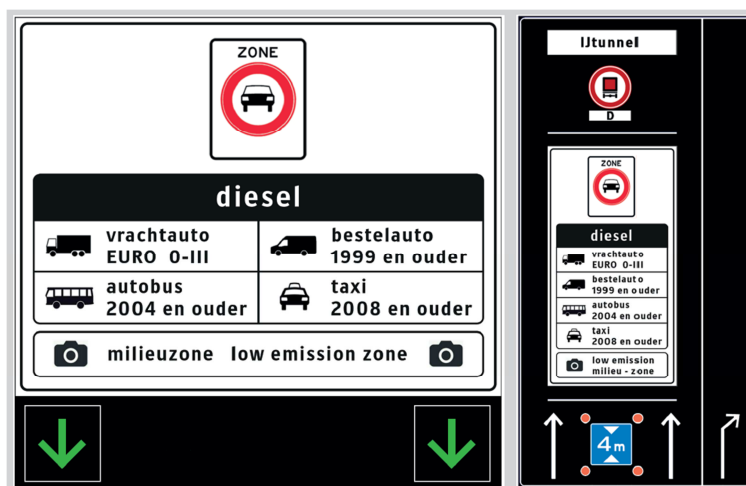 ZONE
diesel
vrachtauto
EURO 0-III
bestelauto
1999 en ouder
autobus
2004 en ouder
taxi
2008 en ouder
milieuzone low emission zone
IJtunnel
D
ZONE
diesel
vrachtauto
EURO 0-III
bestelauto
1999 en ouder
autobus
2004 en ouder
taxi
2008 en ouder
low emission
milieu - zone
4 m